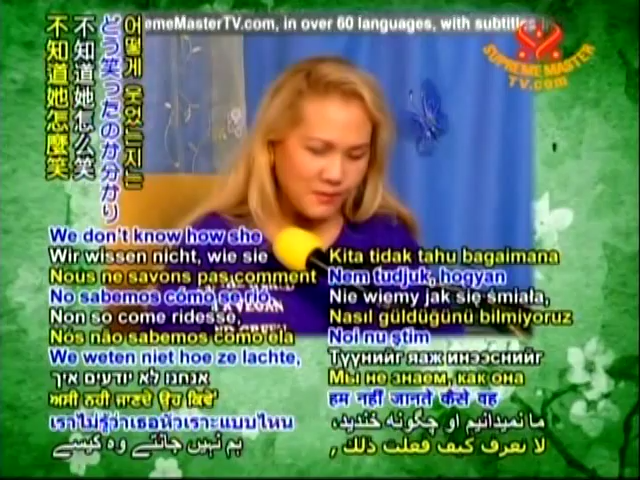 emeMasterTV.com, in over 60 languages, with subtitles in
SUPREME MASTER
TV.com
어떻게 웃었는지는
どう笑ったのか分かり
不知道她怎么笑
不知道她怎麼笑
We don't know how she
Wir wissen nicht, wie sie
Nous ne savons pas comment
No sabemos cómo se rió,
Non so come ridesse,
Nós não sabemos como ela
We weten niet hoe ze lachte,
אנחנו לא יודעים איך
ਅਸੀ ਨਹੀ ਜਾਣਦੇ ਉਹ ਕਿਵੇਂ
เราไม่รู้ว่าเธอหัวเราะแบบไหน
ہم نہیں جانتے وہ کیسے
Kita tidak tahu bagaimana
Nem tudjuk, hogyan
Nie wiemy jak się śmiała,
Nasıl güldüğünü bilmiyoruz
Noi nu ştim
Түүнийг яаж инээснийг
Мы не знаем, как она
हम नहीं जानते कैसे वह
ما نمیدانیم او چگونه خندید،
لا نعرف كيف فعلت ذلك ،
VEGAN